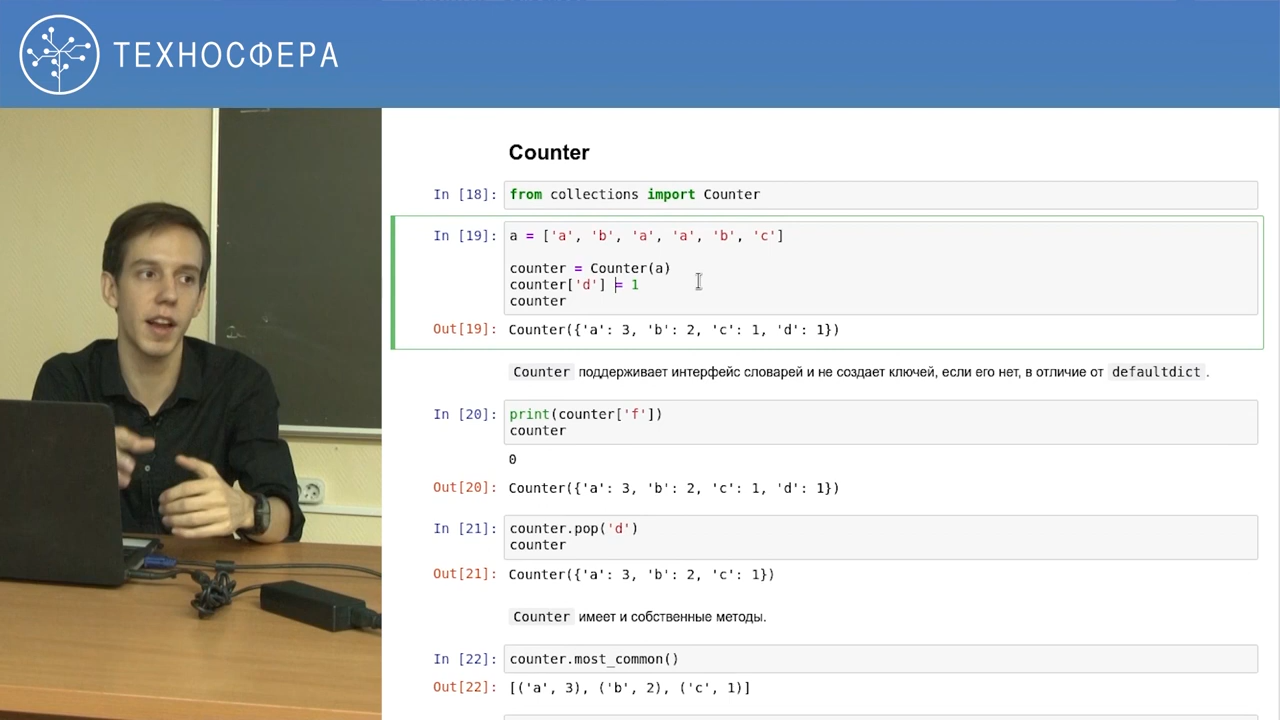 ТЕХНОСФЕРА
Counter
In [18]: from collections import Counter
In [19]: a = ['a', 'b', 'a', 'a', 'b', 'c']
counter = Counter(a)
counter['d'] = 1
counter
Out[19]: Counter({'a': 3, 'b': 2, 'c': 1, 'd': 1})
Counter поддерживает интерфейс словарей и не создает ключей, если его нет, в отличие от defaultdict .
In [20]: print(counter['f'])
counter
0
Out[20]: Counter({'a': 3, 'b': 2, 'c': 1, 'd': 1})
In [21]: counter.pop('d')
counter
Out[21]: Counter({'a': 3, 'b': 2, 'c': 1})
Counter имеет и собственные методы.
In [22]: counter.most_common()
Out[22]: [('a', 3), ('b', 2), ('c', 1)]